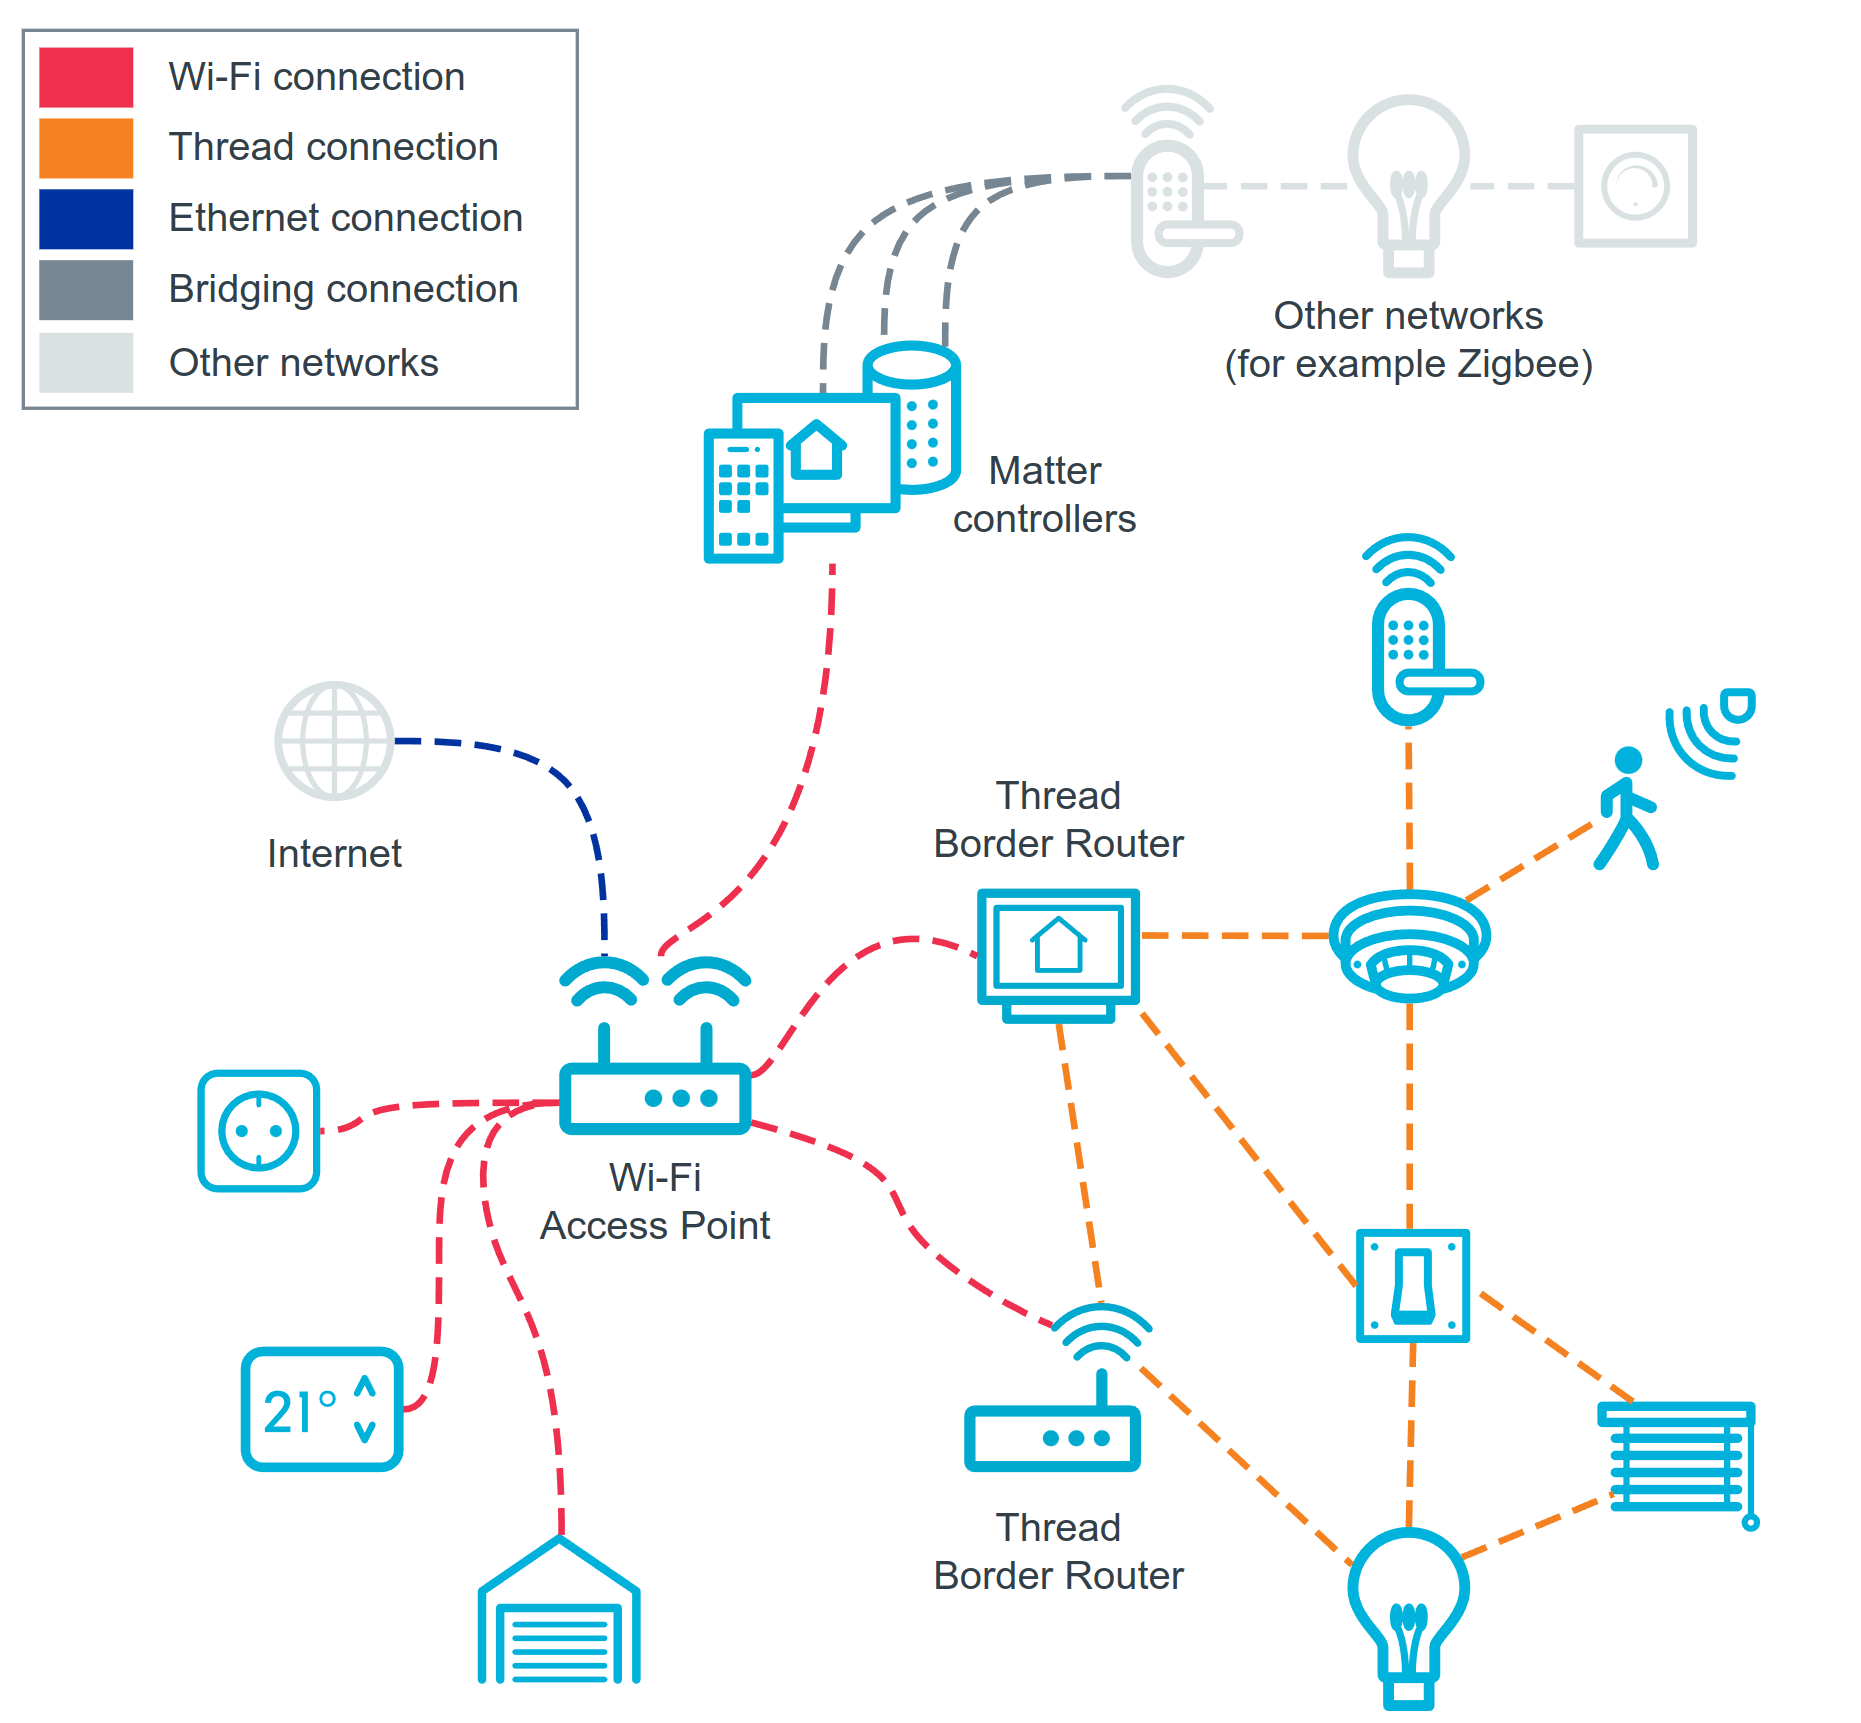 Wi-Fi connection
Thread connection
Ethernet connection
Bridging connection
Other networks
Other networks
(for example Zigbee)
Matter
controllers
Internet
Thread
Border Router
Wi-Fi
Access Point
21°
Thread
Border Router